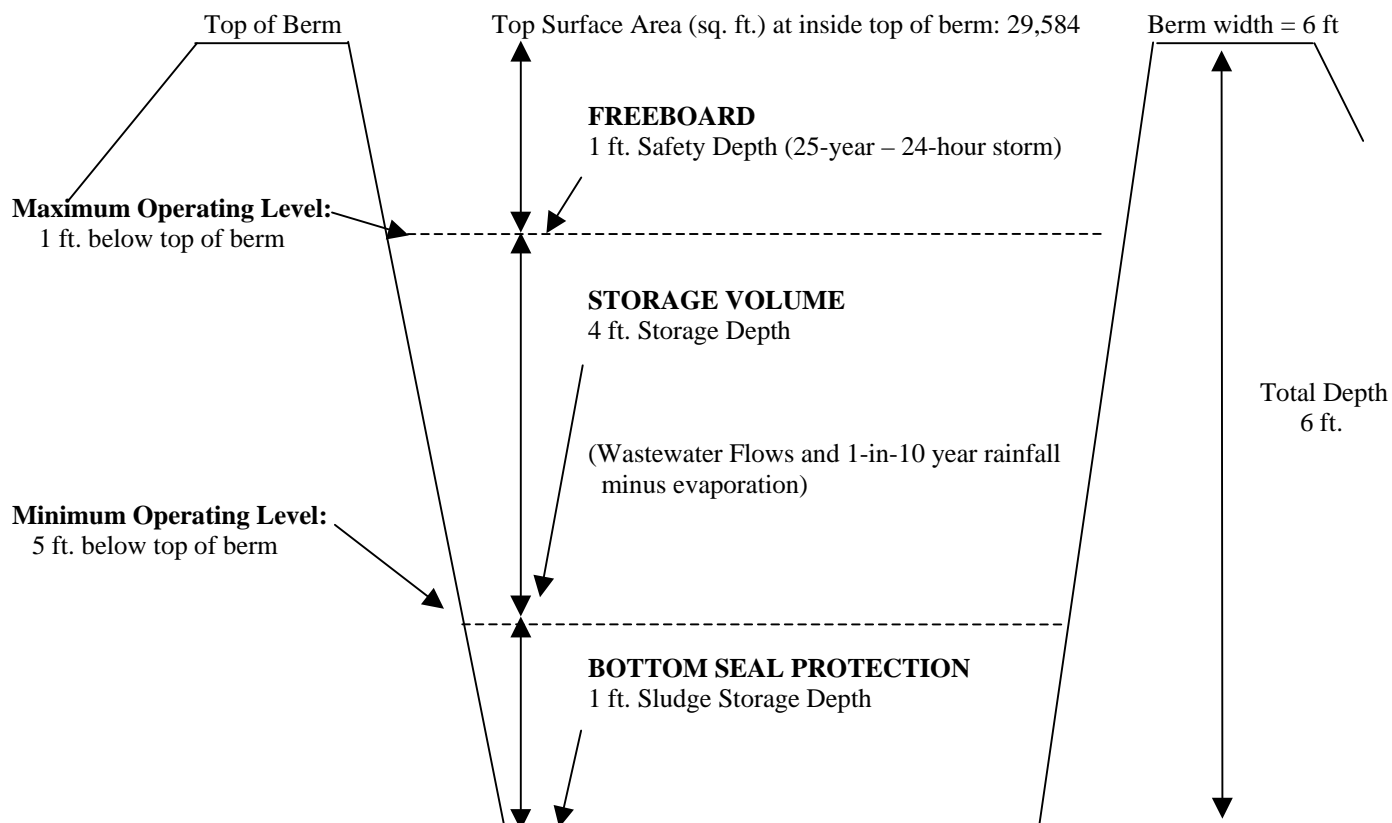 Top of Berm
Top Surface Area (sq. ft.) at inside top of berm: 29,584
Berm width = 6 ft
FREEBOARD
1 ft. Safety Depth (25-year – 24-hour storm)
Maximum Operating Level:
1 ft. below top of berm
STORAGE VOLUME
4 ft. Storage Depth
Total Depth
6 ft.
(Wastewater Flows and 1-in-10 year rainfall
minus evaporation)
Minimum Operating Level:
5 ft. below top of berm
BOTTOM SEAL PROTECTION
1 ft. Sludge Storage Depth